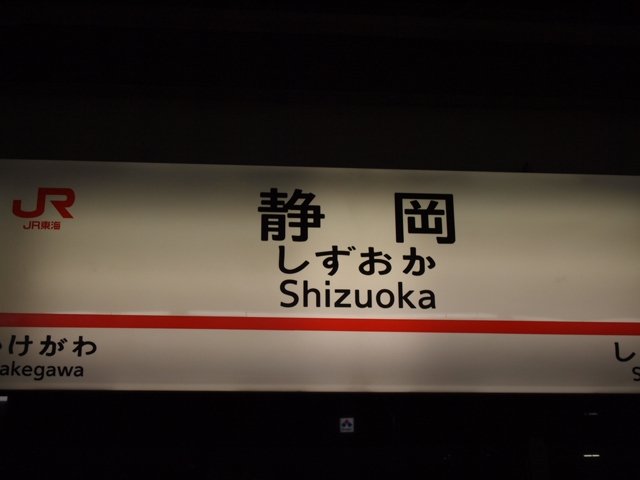 JR
JR東海
静岡
しずおか
Shizuoka
けがわ
akegawa
し
S